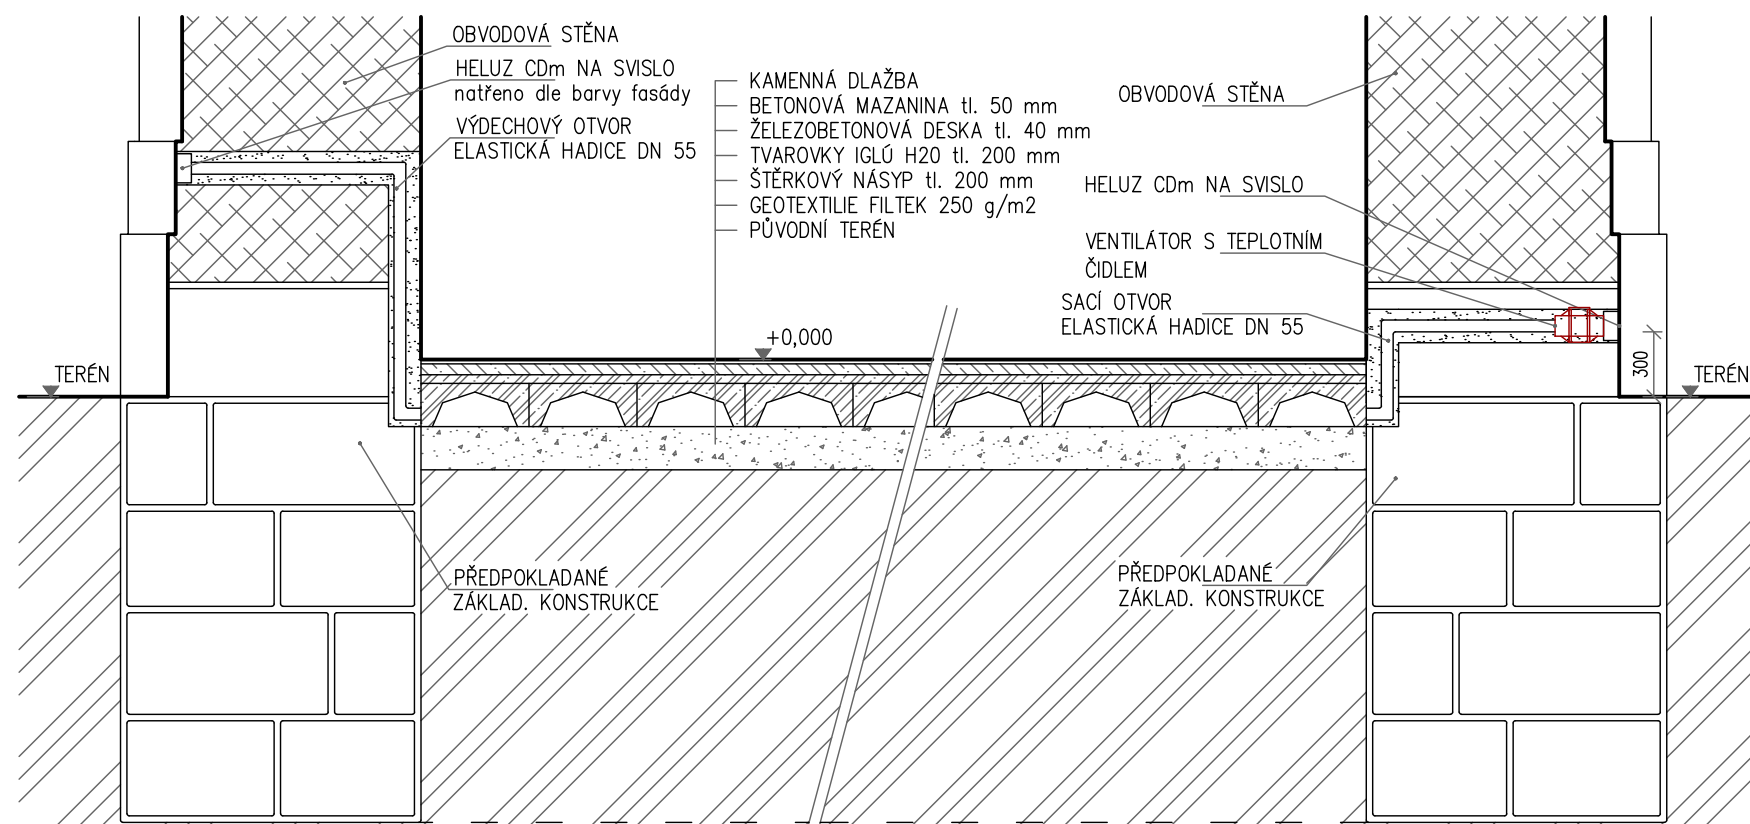 OBVODOVÁ STĚNA
HELUZ CDm NA SVISLO
natřeno dle barvy fasády
VÝDECHOVÝ OTVOR
ELASTICKÁ HADICE DN 55
KAMENNÁ DLAŽBA
BETONOVÁ MAZANINA tl. 50 mm
ŽELEZOBETONOVÁ DESKA tl. 40 mm
TVAROVKY IGLÚ H20 tl. 200 mm
ŠTĚRKOVÝ NÁSYP tl. 200 mm
GEOTEXTILIE FILTEK 250 g/m2
PŮVODNÍ TERÉN
OBVODOVÁ STĚNA
HELUZ CDm NA SVISLO
VENTILÁTOR S TEPLOTNÍM
ČIDLEM
SACÍ OTVOR
ELASTICKÁ HADICE DN 55
+0,000
300
TERÉN
TERÉN
PŘEDPOKLADANÉ
ZÁKLAD. KONSTRUKCE
PŘEDPOKLADANÉ
ZÁKLAD. KONSTRUKCE